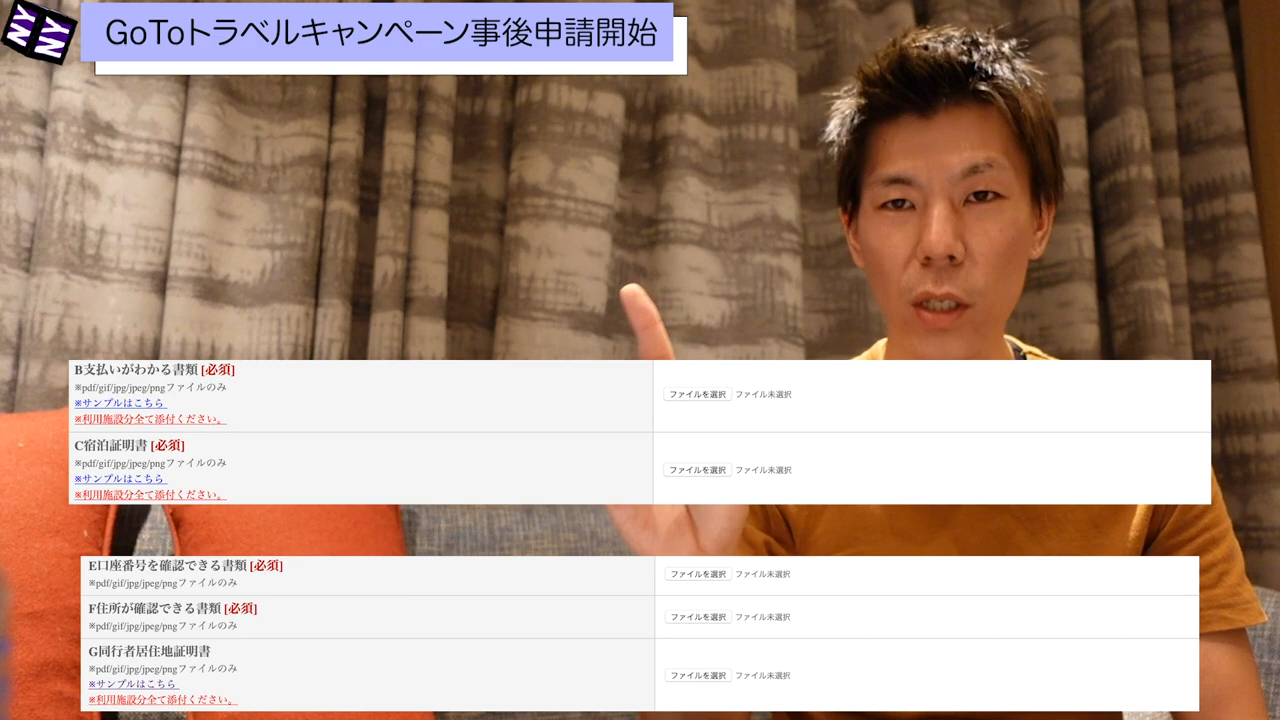 NY
NY
GoToトラベルキャンペーン事後申請開始
B支払いがわかる書類 [必須]
※pdf/gif/jpg/jpeg/pngファイルのみ
※サンプルはこちら
※利用施設分全て添付ください。
ファイルを選択 ファイル未選択
C宿泊証明書 [必須]
※pdf/gif/jpg/jpeg/pngファイルのみ
※サンプルはこちら
※利用施設分全て添付ください。
ファイルを選択 ファイル未選択
E口座番号を確認できる書類 [必須]
※pdf/gif/jpg/jpeg/pngファイルのみ
ファイルを選択 ファイル未選択
F住所が確認できる書類 [必須]
※pdf/gif/jpg/jpeg/pngファイルのみ
ファイルを選択 ファイル未選択
G同行者居住地証明書
※pdf/gif/jpg/jpeg/pngファイルのみ
※サンプルはこちら
※利用施設分全て添付ください。
ファイルを選択 ファイル未選択